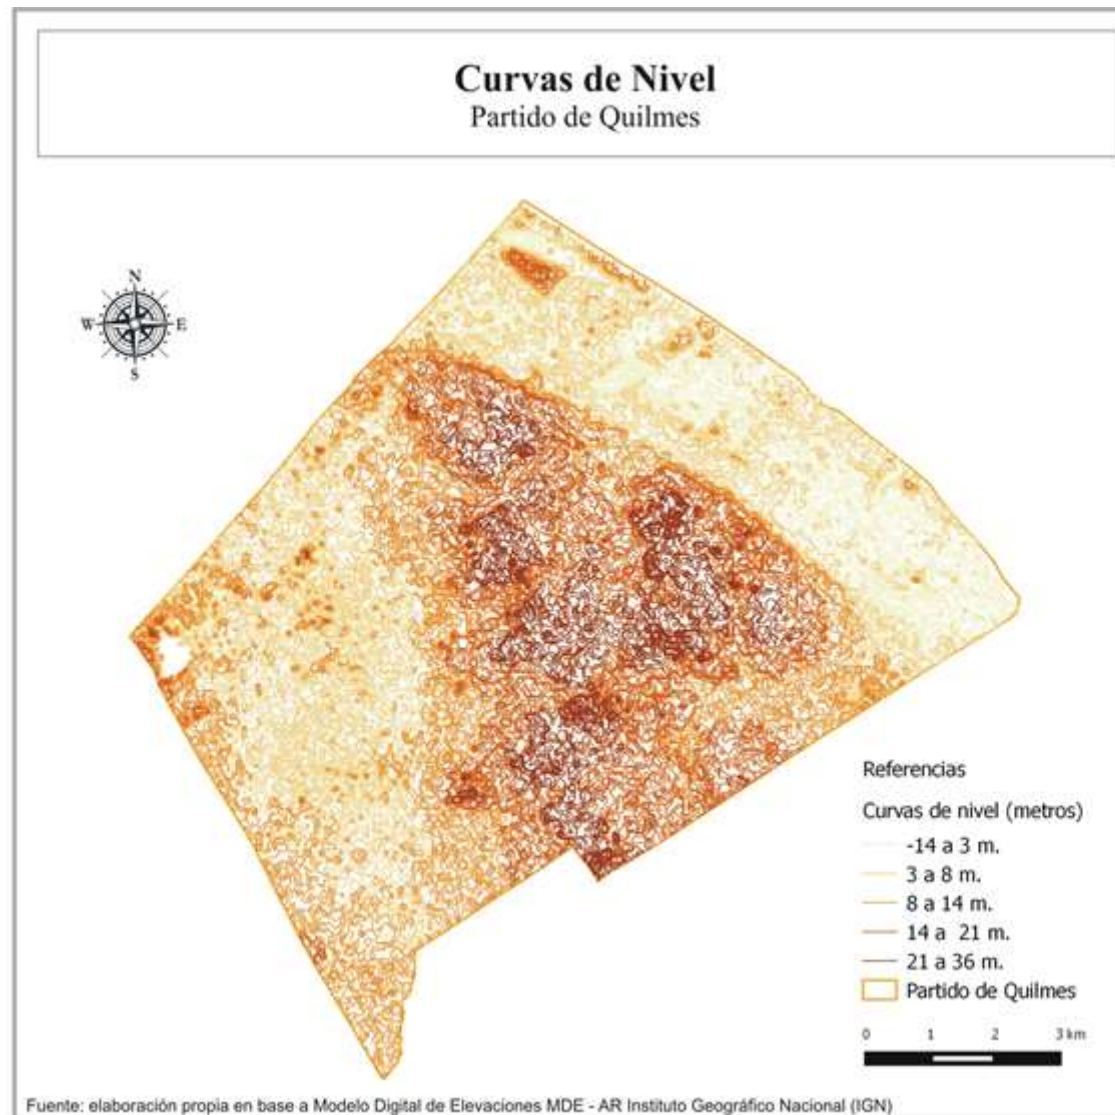 Curvas de Nivel
Partido de Quilmes
N
W
E
S
Referencias
Curvas de nivel (metros)
-14 a 3 m.
3 a 8 m.
8 a 14 m.
14 a 21 m.
21 a 36 m.
Partido de Quilmes
0 1 2 3 km
Fuente: elaboración propia en base a Modelo Digital de Elevaciones MDE - AR Instituto Geográfico Nacional (IGN)